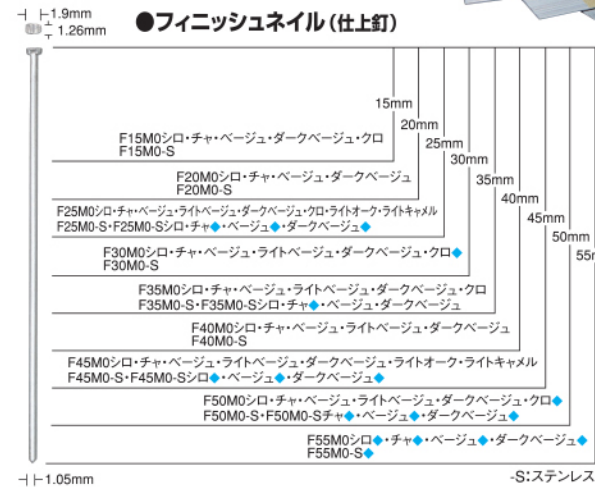 1.9mm
1.26mm
●フィニッシュネイル（仕上釘）
15mm
20mm
25mm
30mm
35mm
40mm
45mm
50mm
F15M0シロ・チャ・ベージュ・ダークベージュ・クロ
F15M0-S
F20M0シロ・チャ・ベージュ・ダークベージュ
F20M0-S
F25M0シロ・チャ・ベージュ・ライトベージュ・ダークベージュ・クロ・ライトオーク・ライトキャメル
F25M0-S・F25M0-Sシロ・チャ◆・ベージュ◆・ダークベージュ◆
F30M0シロ・チャ・ベージュ・ライトベージュ・ダークベージュ・クロ◆
F30M0-S
F35M0シロ・チャ・ベージュ・ライトベージュ・ダークベージュ・クロ
F35M0-S・F35M0-Sシロ・チャ◆・ベージュ・ダークベージュ
F40M0シロ・チャ・ベージュ・ライトベージュ・ダークベージュ
F40M0-S
F45M0シロ・チャ・ベージュ・ライトベージュ・ダークベージュ・ライトオーク・ライトキャメル
F45M0-S・F45M0-Sシロ◆・ベージュ◆・ダークベージュ◆
F50M0シロ・チャ・ベージュ・ライトベージュ・ダークベージュ・クロ◆
F50M0-S・F50M0-Sチャ◆・ベージュ◆・ダークベージュ◆
F55M0シロ◆・チャ◆・ベージュ◆・ダークベージュ◆
F55M0-S◆
1.05mm
-S:ステンレス